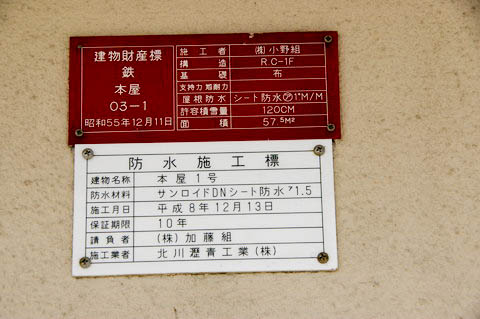 建物財産標
鉄
本屋
03-1
昭和55年12月11日
施工者 (株)小野組
構造 RC-1F
基礎 布
支持力
屋根防水 シート防水㋐1"M/M
許容積雪量 120CM
面積 57.5M²
防水施工標
建物名称 本屋1号
防水材料 サンロイドDNシート防水ァ1.5
施工月日 平成8年12月13日
保証期限 10年
請負者 (株)加藤組
施工業者 北川瀝青工業(株)